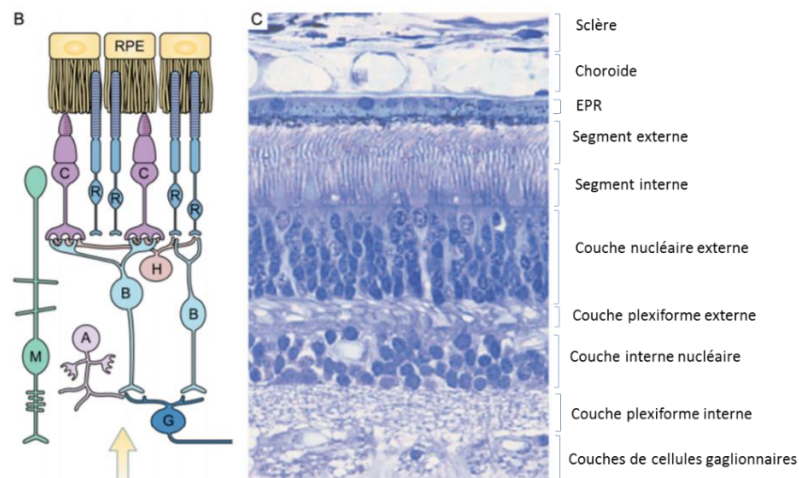 B
RPE
C
C
R
R
R
R
H
B
B
A
M
G
C
Sclère
Choroide
EPR
Segment externe
Segment interne
Couche nucléaire externe
Couche plexiforme externe
Couche interne nucléaire
Couche plexiforme interne
Couches de cellules gaglionnaires